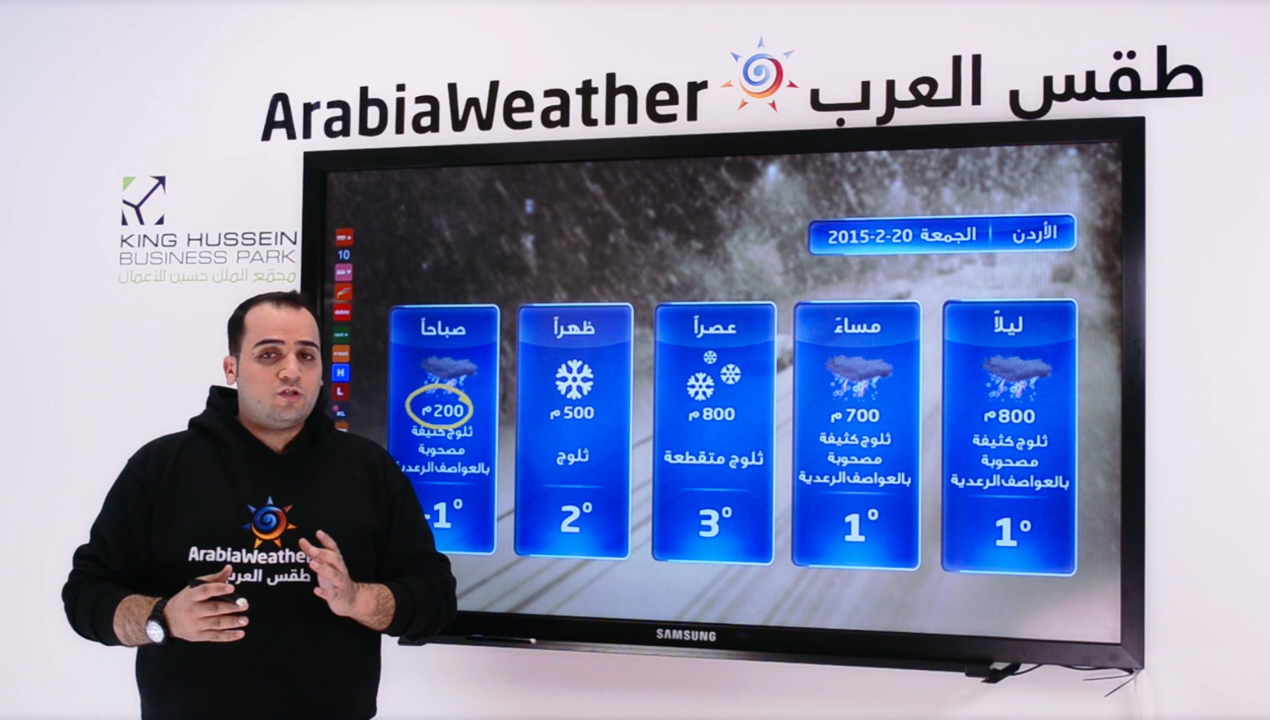 ArabiaWeather طقس العرب
KING HUSSEIN
BUSINESS PARK
مجمّع الملك حسين للأعمال
الأردن الجمعة 20-2-2015
ليلاً
800م
ثلوج كثيفة
مصحوبة
بالعواصف الرعدية
1°
مساءً
700م
ثلوج كثيفة
مصحوبة
بالعواصف الرعدية
1°
عصراً
800م
ثلوج متقطعة
3°
ظهراً
500م
ثلوج
2°
صباحاً
200م
ثلوج كثيفة
مصحوبة
بالعواصف الرعدية
-1°
10
H
L
ArabiaWeather
طقس العرب
SAMSUNG